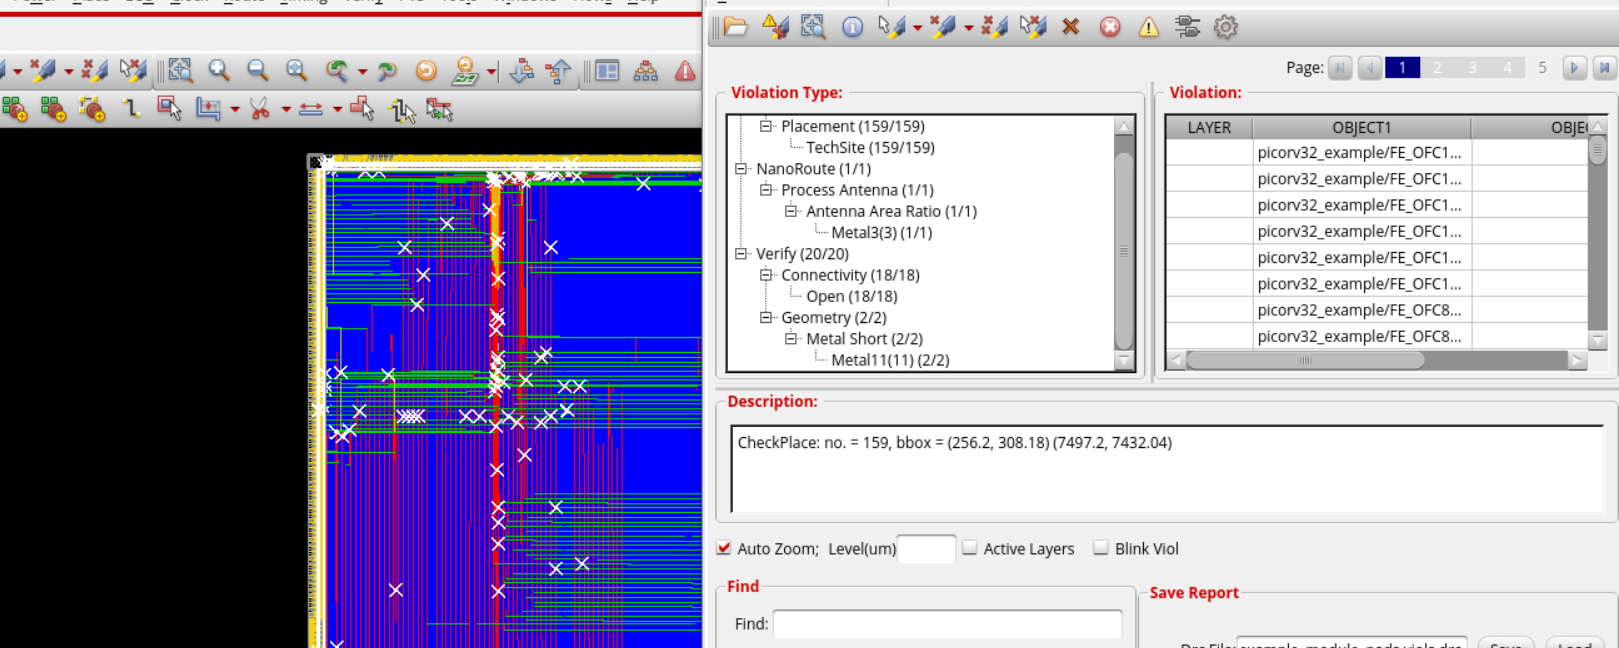 Page:
1 2 3 4 5
Violation Type:
Placement (159/159)
TechSite (159/159)
NanoRoute (1/1)
Process Antenna (1/1)
Antenna Area Ratio (1/1)
Metal3(3) (1/1)
Verify (20/20)
Connectivity (18/18)
Open (18/18)
Geometry (2/2)
Metal Short (2/2)
Metal11(11) (2/2)
Violation:
LAYER OBJECT1
picorv32_example/FE_OFC1...
picorv32_example/FE_OFC1...
picorv32_example/FE_OFC1...
picorv32_example/FE_OFC1...
picorv32_example/FE_OFC1...
picorv32_example/FE_OFC1...
picorv32_example/FE_OFC8...
picorv32_example/FE_OFC8...
Description:
CheckPlace: no. = 159, bbox = (256.2, 308.18) (7497.2, 7432.04)
Auto Zoom; Level(um) Active Layers Blink Viol
Find
Find:
Save Report